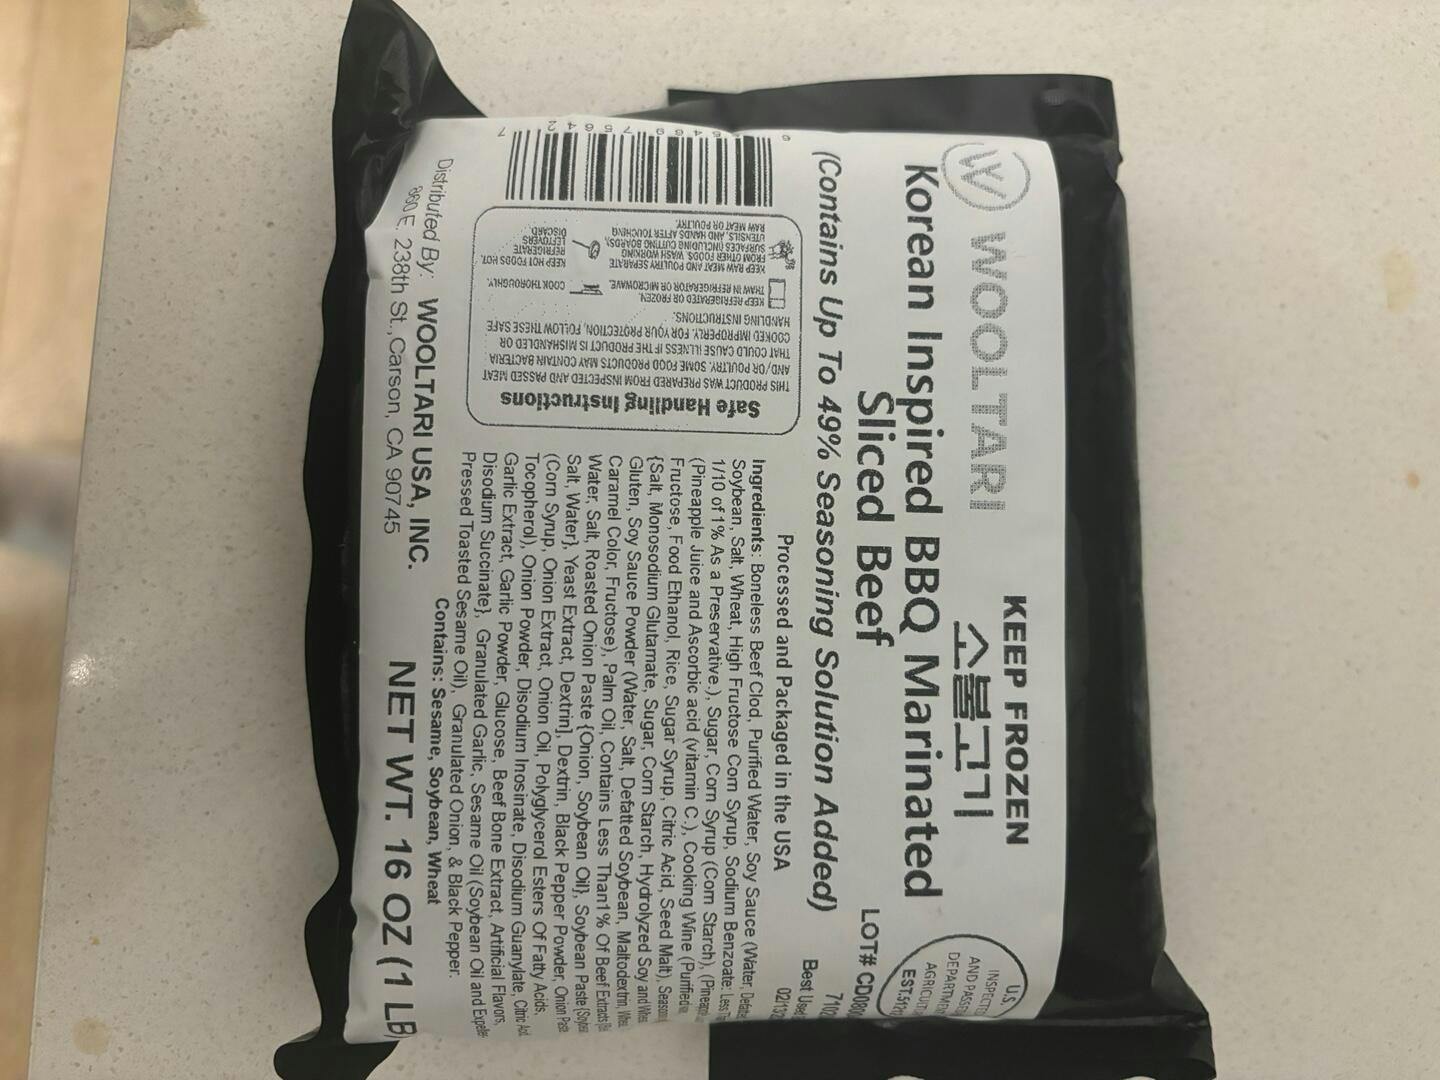 KEEP FROZEN
W WOOLTARI
소불고기
Korean Inspired BBQ Marinated
Sliced Beef
(Contains Up To 49% Seasoning Solution Added)
U.S.
INSPECTED
AND PASSED
DEPARTMENT
EST.
LOT#
Best
Processed and Packaged in the USA
Ingredients: Boneless Beef Clod, Purified Water, Soy Sauce (Water,
Soybean, Salt, Wheat, High Fructose Corn Syrup, Sodium Benzoate: Less
1/10 of 1% As a Preservative.), Sugar, Corn Syrup (Corn Starch),
(Pineapple Juice and Ascorbic acid (vitamin C.), Cooking Wine (Purified
Fructose, Food Ethanol, Rice, Sugar Syrup, Citric Acid, Seed Malt),
{Salt, Monosodium Glutamate, Sugar, Corn Starch, Hydrolyzed Soy and
Gluten, Soy Sauce Powder (Water, Salt, Defatted Soybean, Maltodextrin,
Caramel Color, Fructose), Palm Oil, Contains Less Than1% Of Beef Extracts
Water, Salt, Roasted Onion Paste {Onion, Soybean Oil}, Soybean Paste
Salt, Water}, Yeast Extract, Dextrin], Dextrin, Black Pepper Powder, Onion
(Corn Syrup, Onion Extract, Onion Oil, Polyglycerol Esters Of Fatty Acids,
Tocopherol), Onion Powder, Disodium Inosinate, Disodium Guanylate, Citric
Garlic Extract, Garlic Powder, Glucose, Beef Bone Extract, Artificial Flavors,
Disodium Succinate}, Granulated Garlic, Sesame Oil (Soybean Oil and
Pressed Toasted Sesame Oil), Granulated Onion, & Black Pepper.
Contains: Sesame, Soybean, Wheat
Safe Handling Instructions
THIS PRODUCT WAS PREPARED FROM INSPECTED AND PASSED MEAT
AND/OR POULTRY. SOME FOOD PRODUCTS MAY CONTAIN BACTERIA
THAT COULD CAUSE ILLNESS IF THE PRODUCT IS MISHANDLED OR
COOKED IMPROPERLY. FOR YOUR PROTECTION, FOLLOW THESE SAFE
HANDLING INSTRUCTIONS.
KEEP REFRIGERATED OR FROZEN.
THAW IN REFRIGERATOR OR MICROWAVE.
KEEP RAW MEAT AND POULTRY SEPARATE
FROM OTHER FOODS. WASH WORKING
SURFACES (INCLUDING CUTTING BOARDS),
UTENSILS, AND HANDS AFTER TOUCHING
RAW MEAT OR POULTRY.
COOK THOROUGHLY.
KEEP HOT FOODS HOT.
REFRIGERATE
LEFTOVERS
DISCARD.
Distributed By: WOOLTARI USA, INC.
860 E. 238th St., Carson, CA 90745
NET WT. 16 OZ (1 LB)